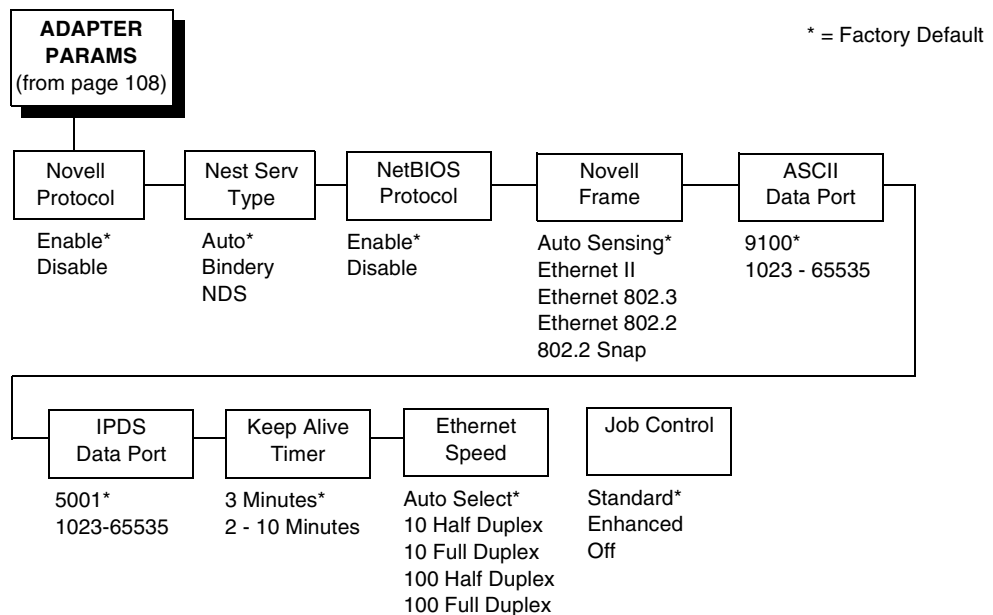 ADAPTER
PARAMS
(from page 108)
* = Factory Default
Novell
Protocol
Enable*
Disable
Nest Serv
Type
Auto*
Bindery
NDS
NetBIOS
Protocol
Enable*
Disable
Novell
Frame
Auto Sensing*
Ethernet II
Ethernet 802.3
Ethernet 802.2
802.2 Snap
ASCII
Data Port
9100*
1023 - 65535
IPDS
Data Port
5001*
1023-65535
Keep Alive
Timer
3 Minutes*
2 - 10 Minutes
Ethernet
Speed
Auto Select*
10 Half Duplex
10 Full Duplex
100 Half Duplex
100 Full Duplex
Job Control
Standard*
Enhanced
Off